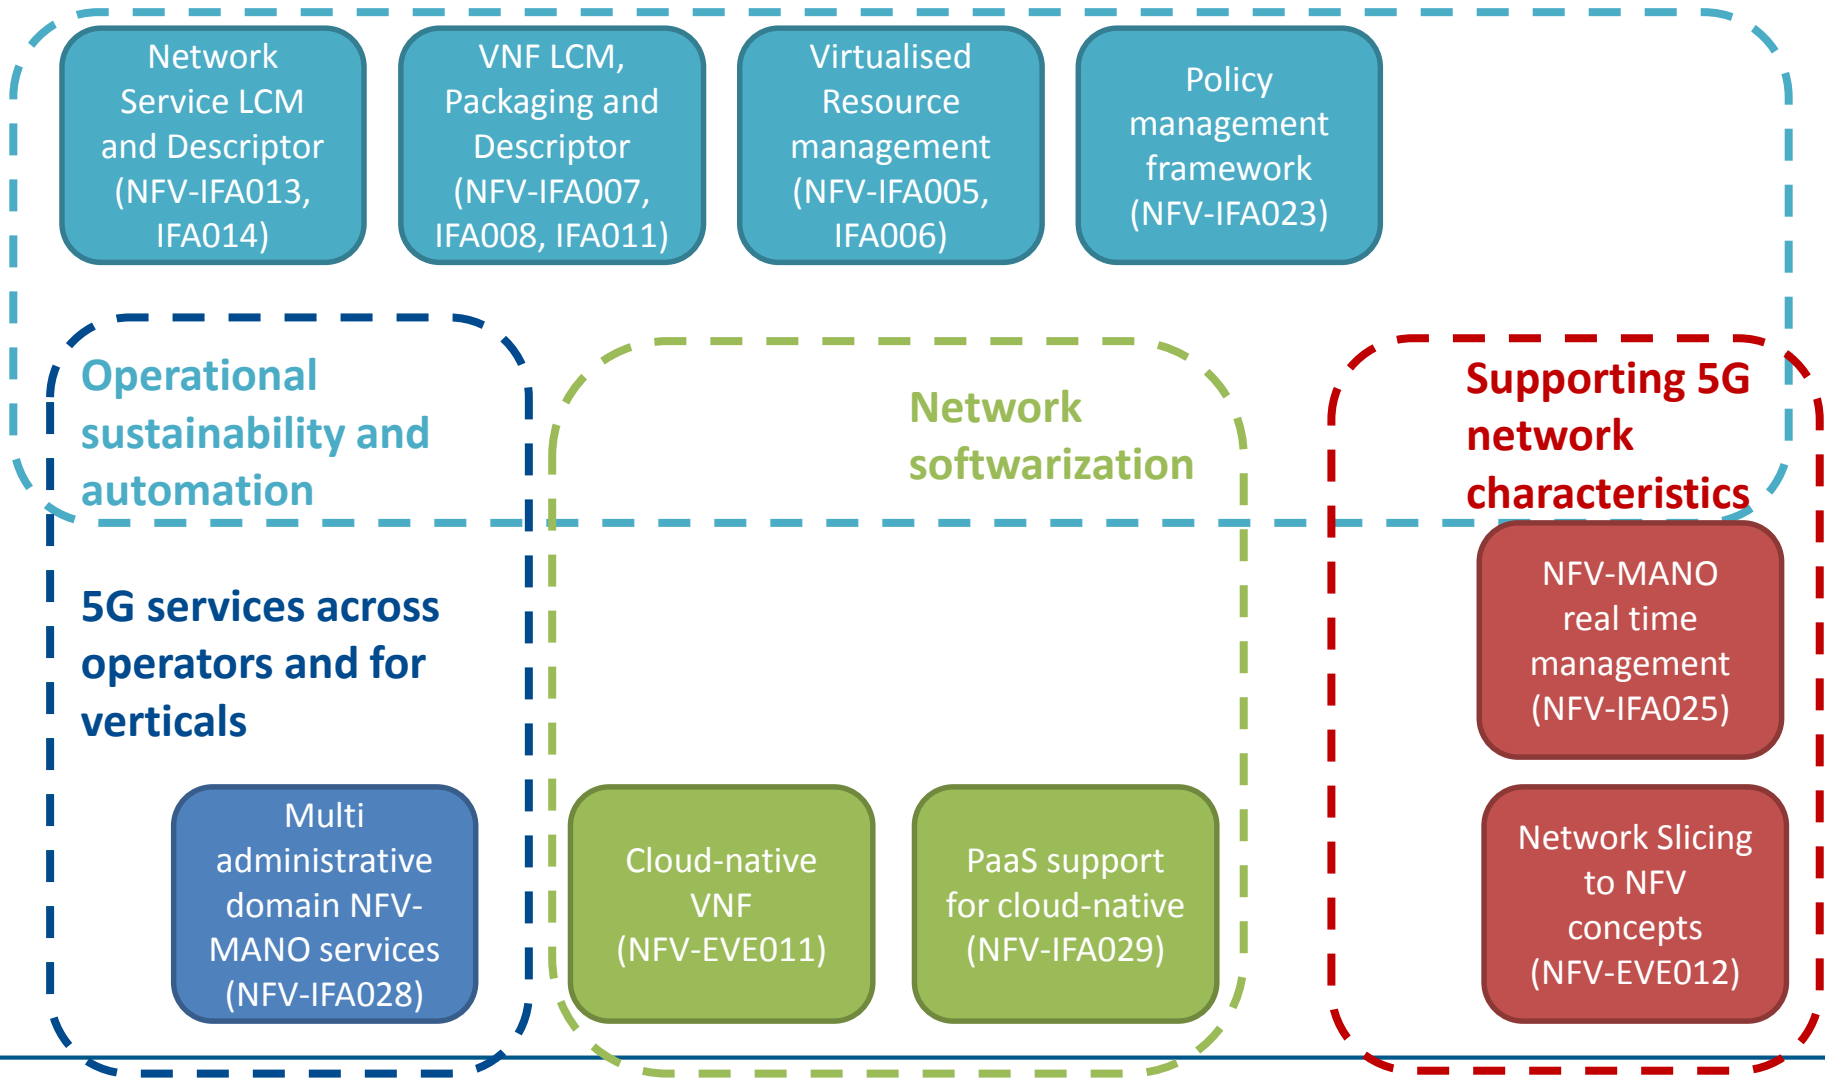 Network
Service LCM
and Descriptor
(NFV-IFA013,
IFA014)
VNF LCM,
Packaging and
Descriptor
(NFV-IFA007,
IFA008, IFA011)
Virtualised
Resource
management
(NFV-IFA005,
IFA006)
Policy
management
framework
(NFV-IFA023)
Operational
sustainability and
automation
Network
softwarization
Supporting 5G
network
characteristics
5G services across
operators and for
verticals
NFV-MANO
real time
management
(NFV-IFA025)
Multi
administrative
domain NFV-
MANO services
(NFV-IFA028)
Cloud-native
VNF
(NFV-EVE011)
PaaS support
for cloud-native
(NFV-IFA029)
Network Slicing
to NFV
concepts
(NFV-EVE012)